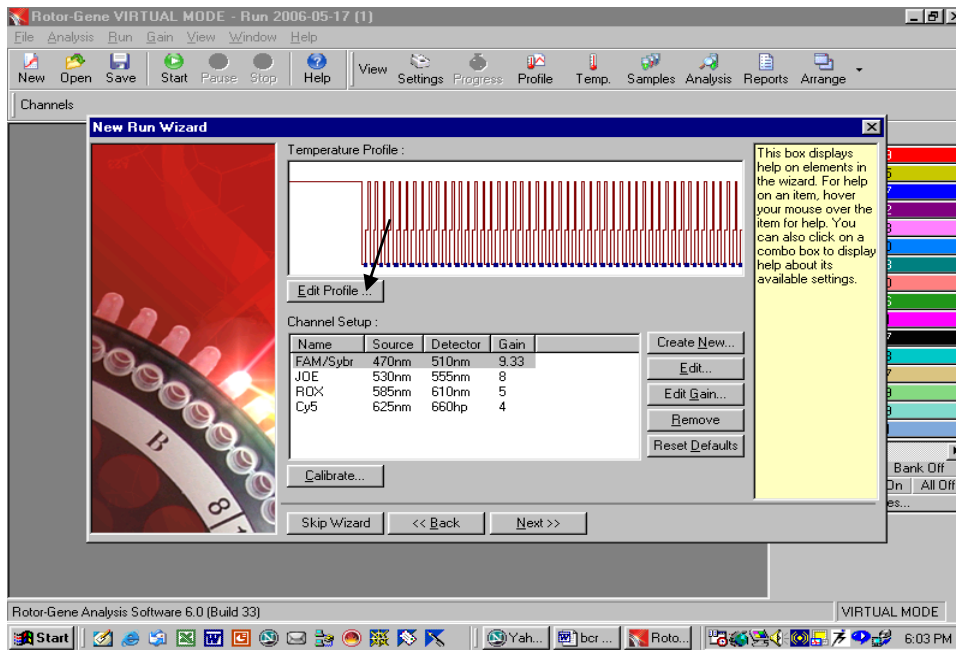 Rotor-Gene VIRTUAL MODE - Run 2006-05-17 (1)
File Analysis Run Gain View Window Help
New Open Save Start Pause Stop Help View Settings Progress Profile Temp. Samples Analysis Reports Arrange
Channels
New Run Wizard
Temperature Profile :
This box displays
help on elements in
the wizard. For help
on an item, hover
your mouse over the
item for help. You
can also click on a
combo box to display
help about its
available settings.
Edit Profile ...
Channel Setup :
Name Source Detector Gain
FAM/Sybr 470nm 510nm 9.33
JOE 530nm 555nm 8
ROX 585nm 610nm 5
Cy5 625nm 660hp 4
Create New...
Edit...
Edit Gain...
Remove
Reset Defaults
Calibrate...
Skip Wizard << Back Next >>
B
8
Bank Off
On All Off
es...
Rotor-Gene Analysis Software 6.0 (Build 33) VIRTUAL MODE
Start Yah... bcr ... Roto... 6:03 PM